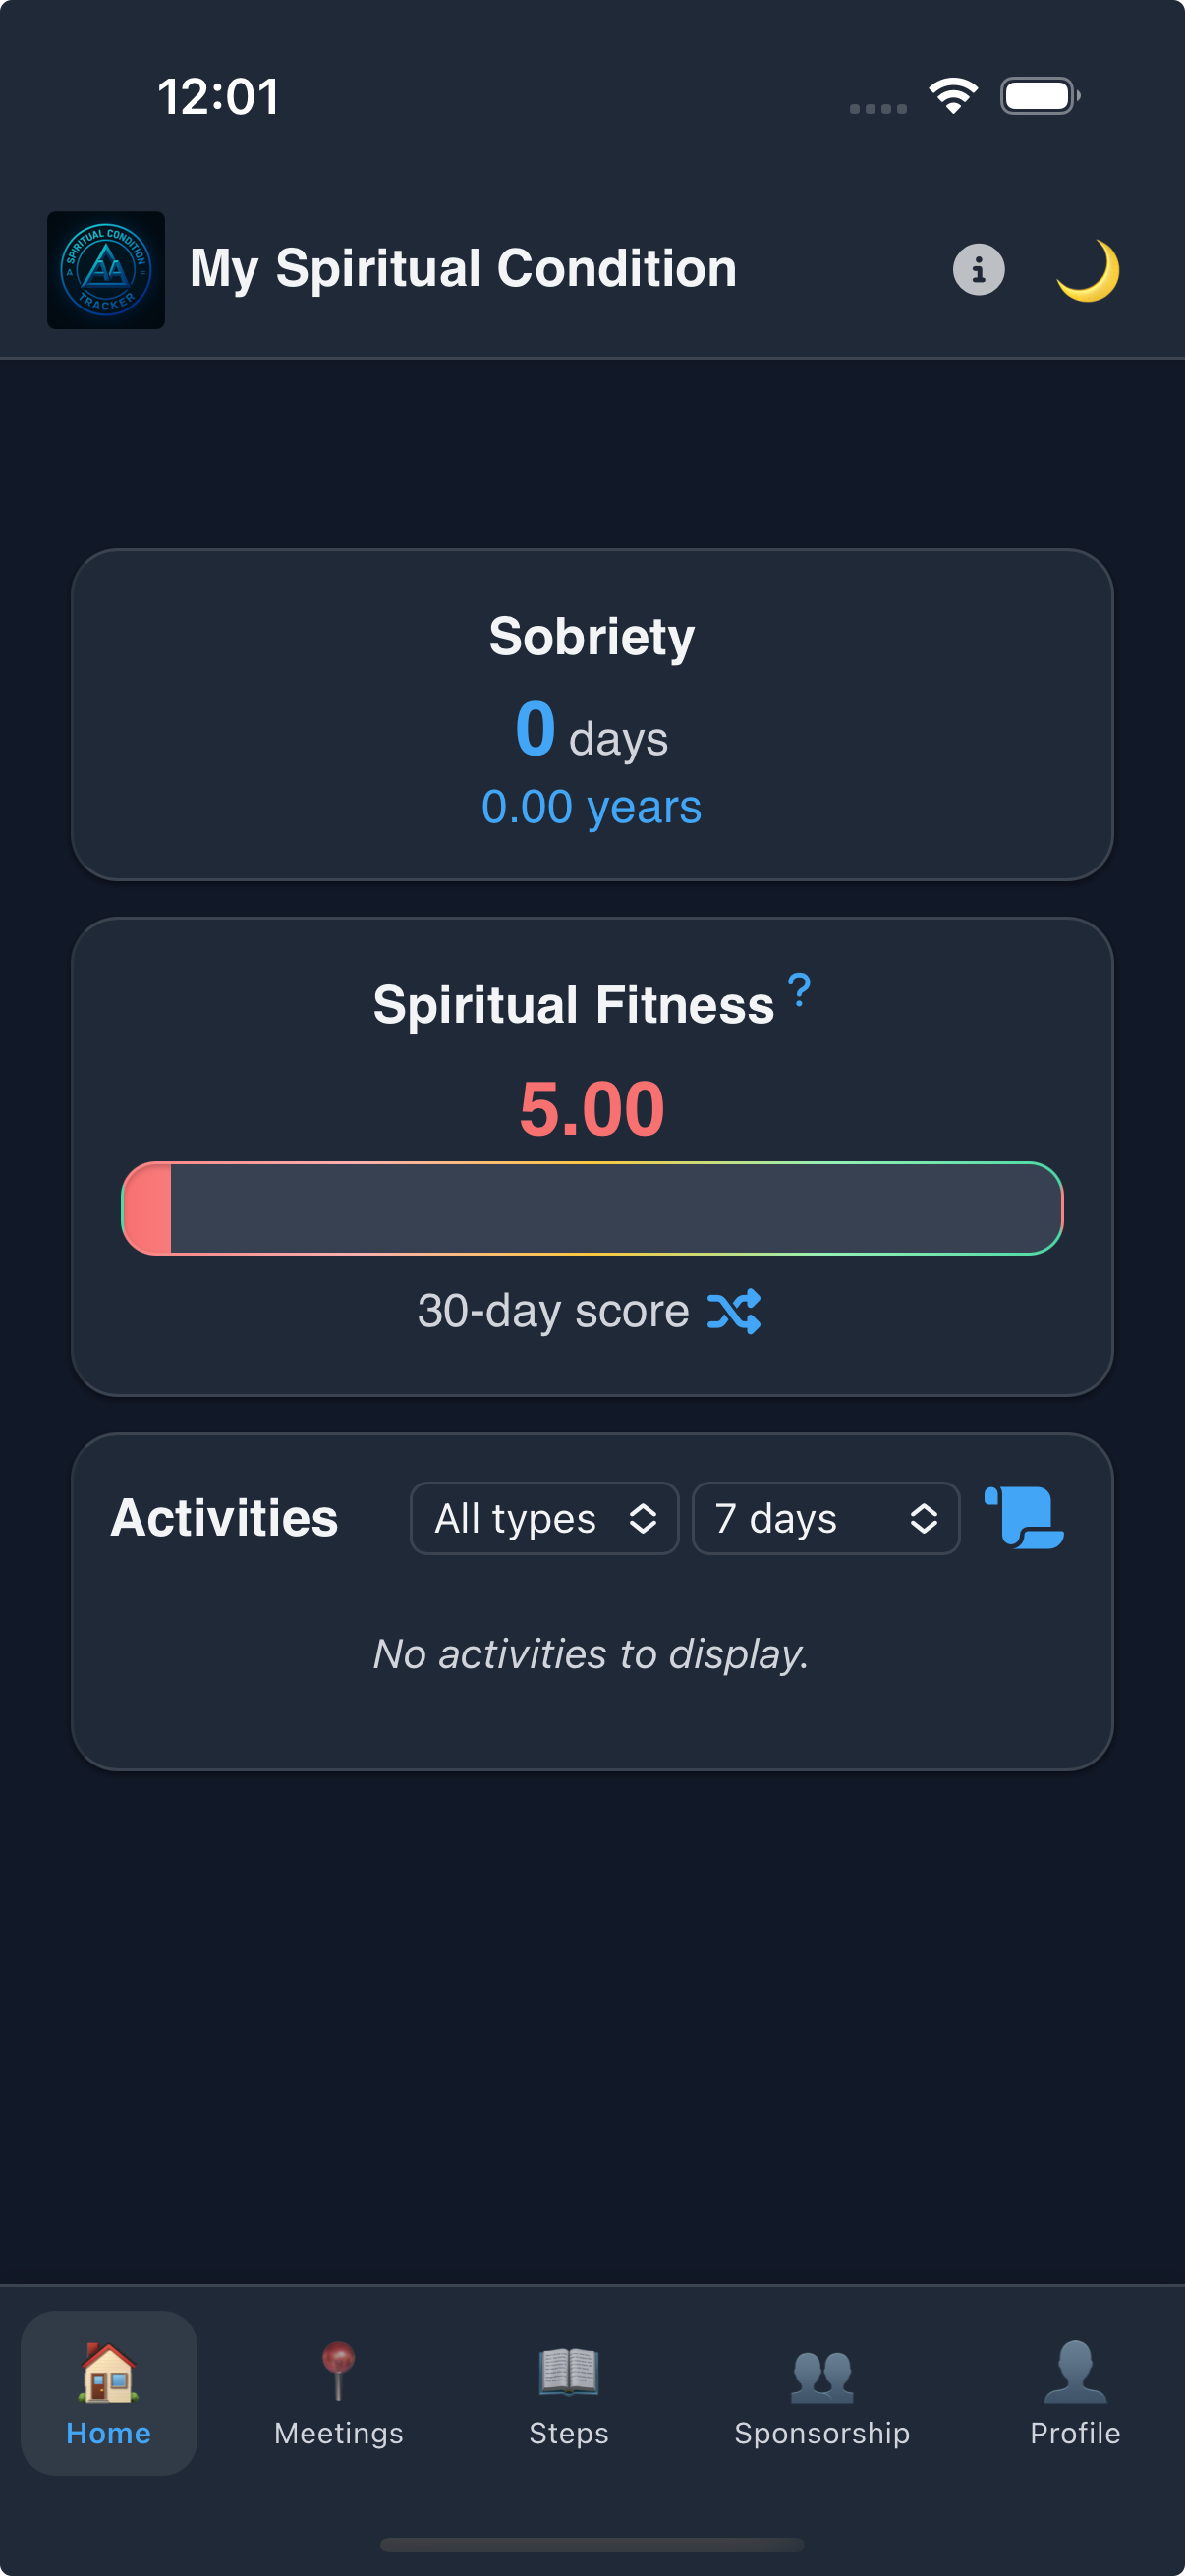 12:01
SPIRITUAL CONDITION
AA
TRACKER
My Spiritual Condition
Sobriety
0 days
0.00 years
Spiritual Fitness ?
5.00
30-day score
Activities All types 7 days
No activities to display.
Home Meetings Steps Sponsorship Profile